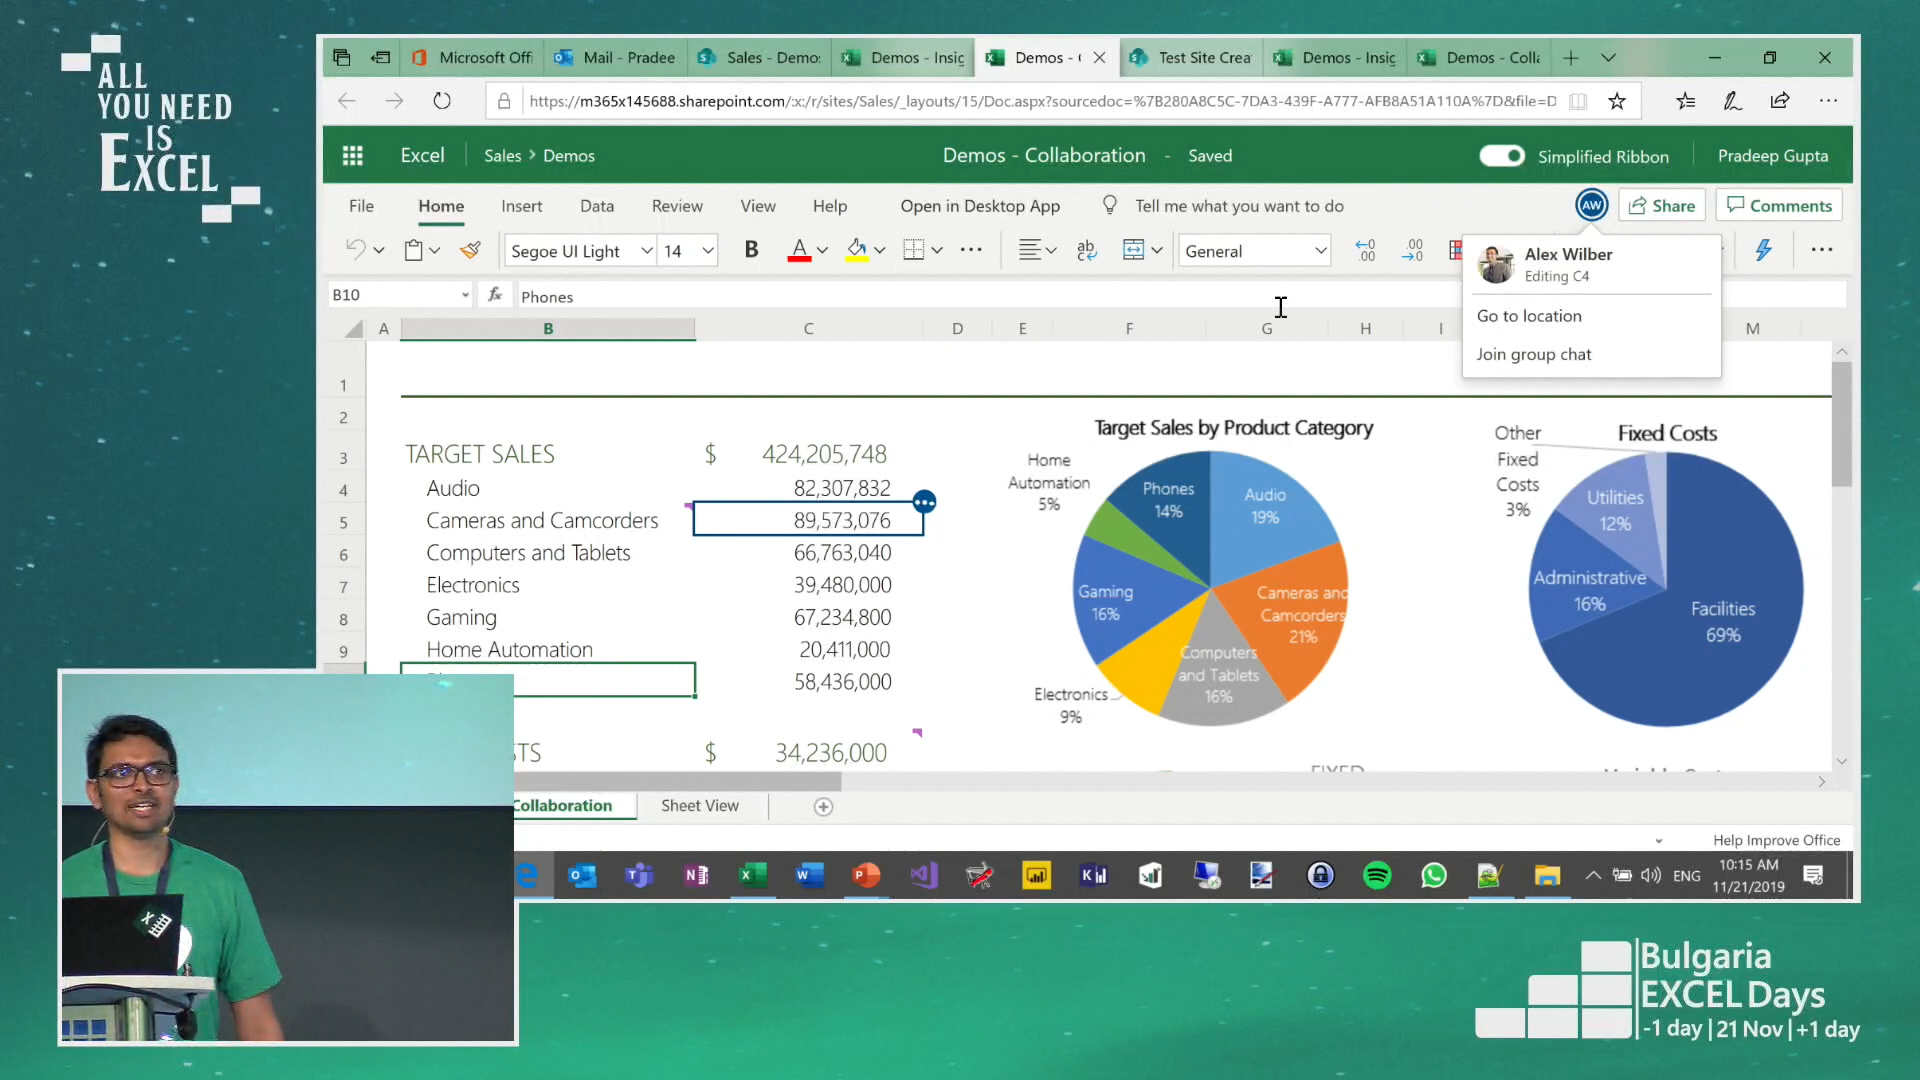 ALL
YOU NEED
IS
EXCEL
Microsoft Offi
Mail - Pradee
Sales - Demo
Demos - Insig
Demos - (
Test Site Crea
Demos - Insig
Demos - Colla
https://m365x145688.sharepoint.com/:x:/r/sites/Sales/_layouts/15/Doc.aspx?sourcedoc=%7B280A8C5C-7DA3-439F-A777-AFB8A51A110A%7D&file=D
Excel
Sales > Demos
Demos - Collaboration - Saved
Simplified Ribbon
Pradeep Gupta
File Home Insert Data Review View Help Open in Desktop App Tell me what you want to do
AW
Share
Comments
Segoe UI Light 14
B A
ab
General
.00
.00
Alex Wilber
Editing C4
Go to location
Join group chat
B10
fx
Phones
A B C D E F G H I M
1
2
3 TARGET SALES $ 424,205,748
4 Audio 82,307,832
5 Cameras and Camcorders 89,573,076
6 Computers and Tablets 66,763,040
7 Electronics 39,480,000
8 Gaming 67,234,800
9 Home Automation 20,411,000
58,436,000
TS $ 34,236,000
Target Sales by Product Category
Home
Automation
5%
Phones
14%
Audio
19%
Gaming
16%
Cameras and
Camcorders
21%
Computers
and Tablets
16%
Electronics
9%
Fixed Costs
Other
Fixed
Costs
3%
Utilities
12%
Administrative
16%
Facilities
69%
FIXED
Collaboration
Sheet View
Help Improve Office
ENG
10:15 AM
11/21/2019
Bulgaria
EXCEL Days
-1 day | 21 Nov | +1 day